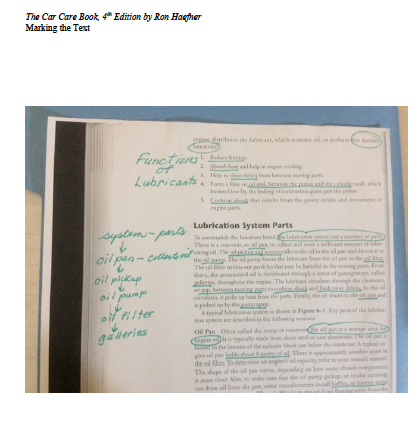 The Car Care Book, 4th Edition by Ron Haefner
Marking the Text
engine distributes the lubricant, which is motor oil, to perform five distinct
functions:
Functions
Lubricants
1. Reduce friction.
2. Absorb heat and help in engine cooling.
3. Help to clean debris from between moving parts.
4. Form a film, or oil seal, between the piston and the cylinder wall, which
lessens blow-by, the leaking of combustion gases past the piston.
5. Cushion shock that results from the power stroke and movement of
engine parts.
system - parts
oil pan - collects oil
oil pickup
oil pump
oil filter
galleries
Lubrication System Parts
To accomplish the functions listed, the lubrication system has a number of parts.
There is a reservoir, or oil pan, to collect and store a sufficient amount of lubri-
cating oil. The oil pickup and screen collects the oil in the oil pan and directs it to
the oil pump. The oil pump forces the lubricant from the oil pan to the oil filter.
The oil filter strains out particles that may be harmful to the moving parts. From
there, the pressurized oil is distributed through a series of passageways, called
galleries, throughout the engine. The lubricant circulates through the clearance,
or gap, between moving parts to cushion shock and flush away debris. As the oil
circulates, it picks up heat from the parts. Finally, the oil returns to the oil pan and
is picked up by the pump again.
A typical lubrication system is shown in Figure 6-1. Key parts of the lubrica-
tion system are described in the following sections.
Oil Pan Often called the sump or reservoir, the oil pan is a storage area for
engine oil. It is typically made from sheet steel or cast aluminum. The oil pan is
bolted to the bottom of the cylinder block just below the crankcase. A typical en-
gine oil pan holds about 4 quarts of oil. There is approximately another quart in
the oil filter. To determine an engine's oil capacity, refer to your owner's manual.
The shape of the oil pan varies, depending on how many chassis components
it must clear. Also, to make sure that the oil pump pickup, or intake opening
can draw oil from the pan, some manufacturers install baffles, or barrier